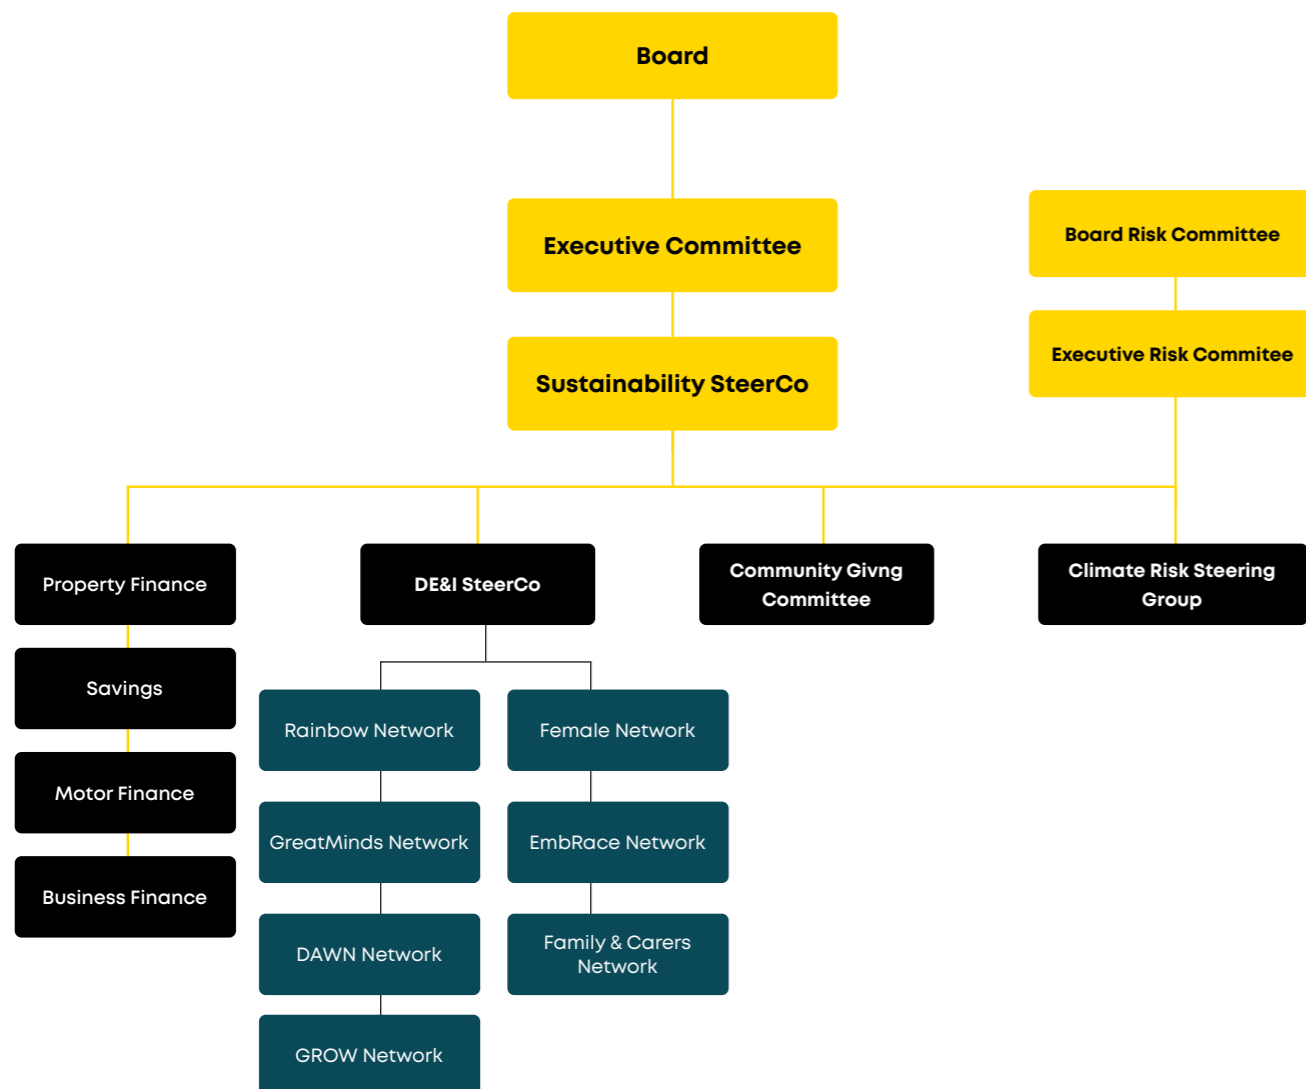 Board
Executive Committee
Board Risk Committee
Executive Risk Commitee
Sustainability SteerCo
Property Finance
DE&I SteerCo
Community Givng
Committee
Climate Risk Steering
Group
Savings
Motor Finance
Business Finance
Rainbow Network
Female Network
GreatMinds Network
EmbRace Network
DAWN Network
Family & Carers
Network
GROW Network